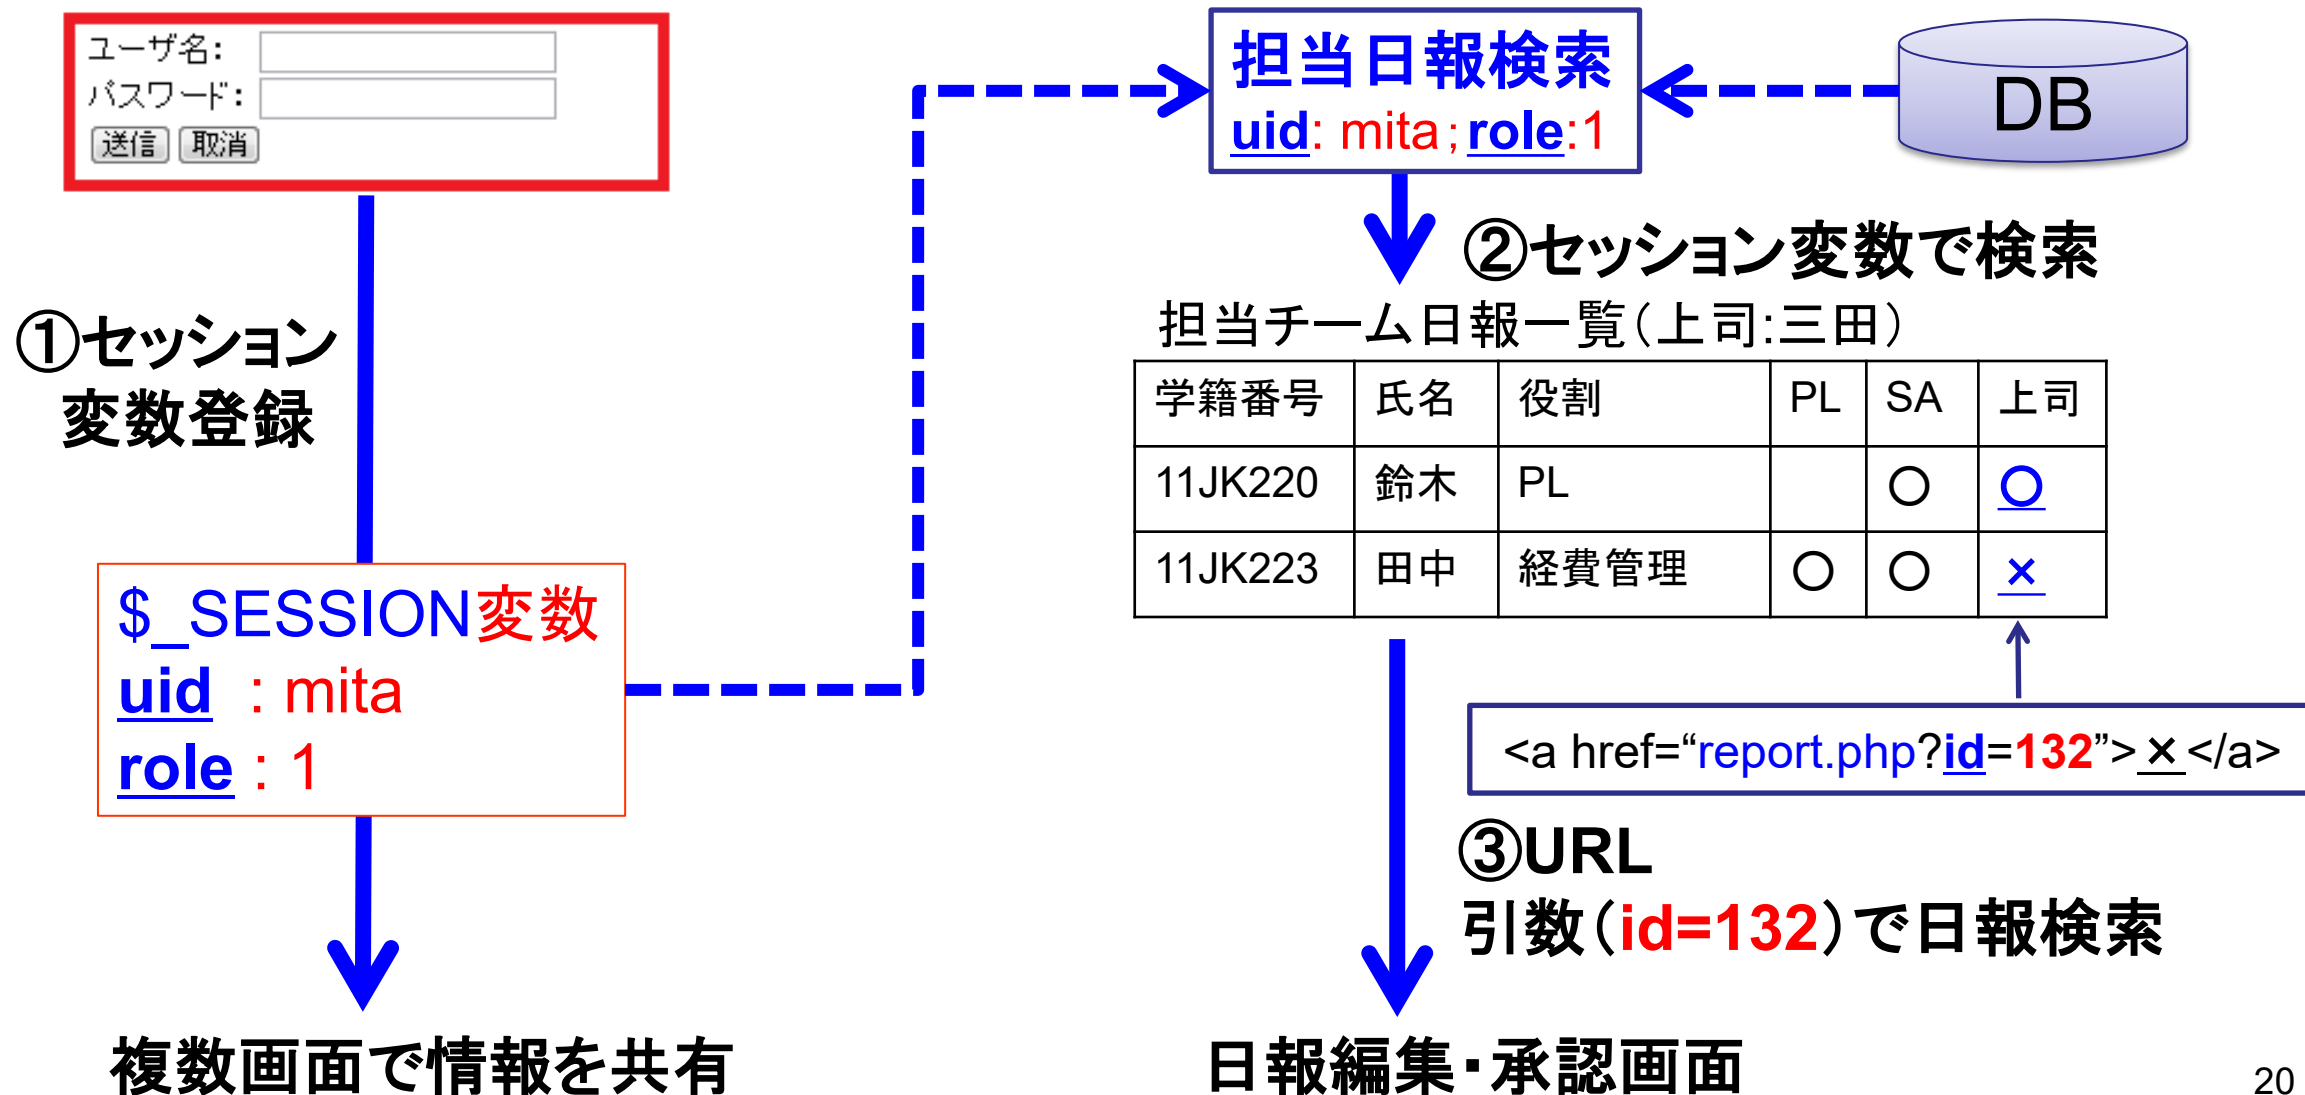 ユーザ名:
パスワード:
送信 取消
①セッション
変数登録
$_SESSION変数
uid : mita
role : 1
複数画面で情報を共有
担当日報検索
uid: mita;role:1
DB
②セッション変数で検索
担当チーム日報一覧(上司:三田)
学籍番号 氏名 役割 PL SA 上司
11JK220 鈴木 PL ○ ○
11JK223 田中 経費管理 ○ ○ ×
<a href=“report.php?id=132”> × </a>
③URL
引数(id=132)で日報検索
日報編集・承認画面
20